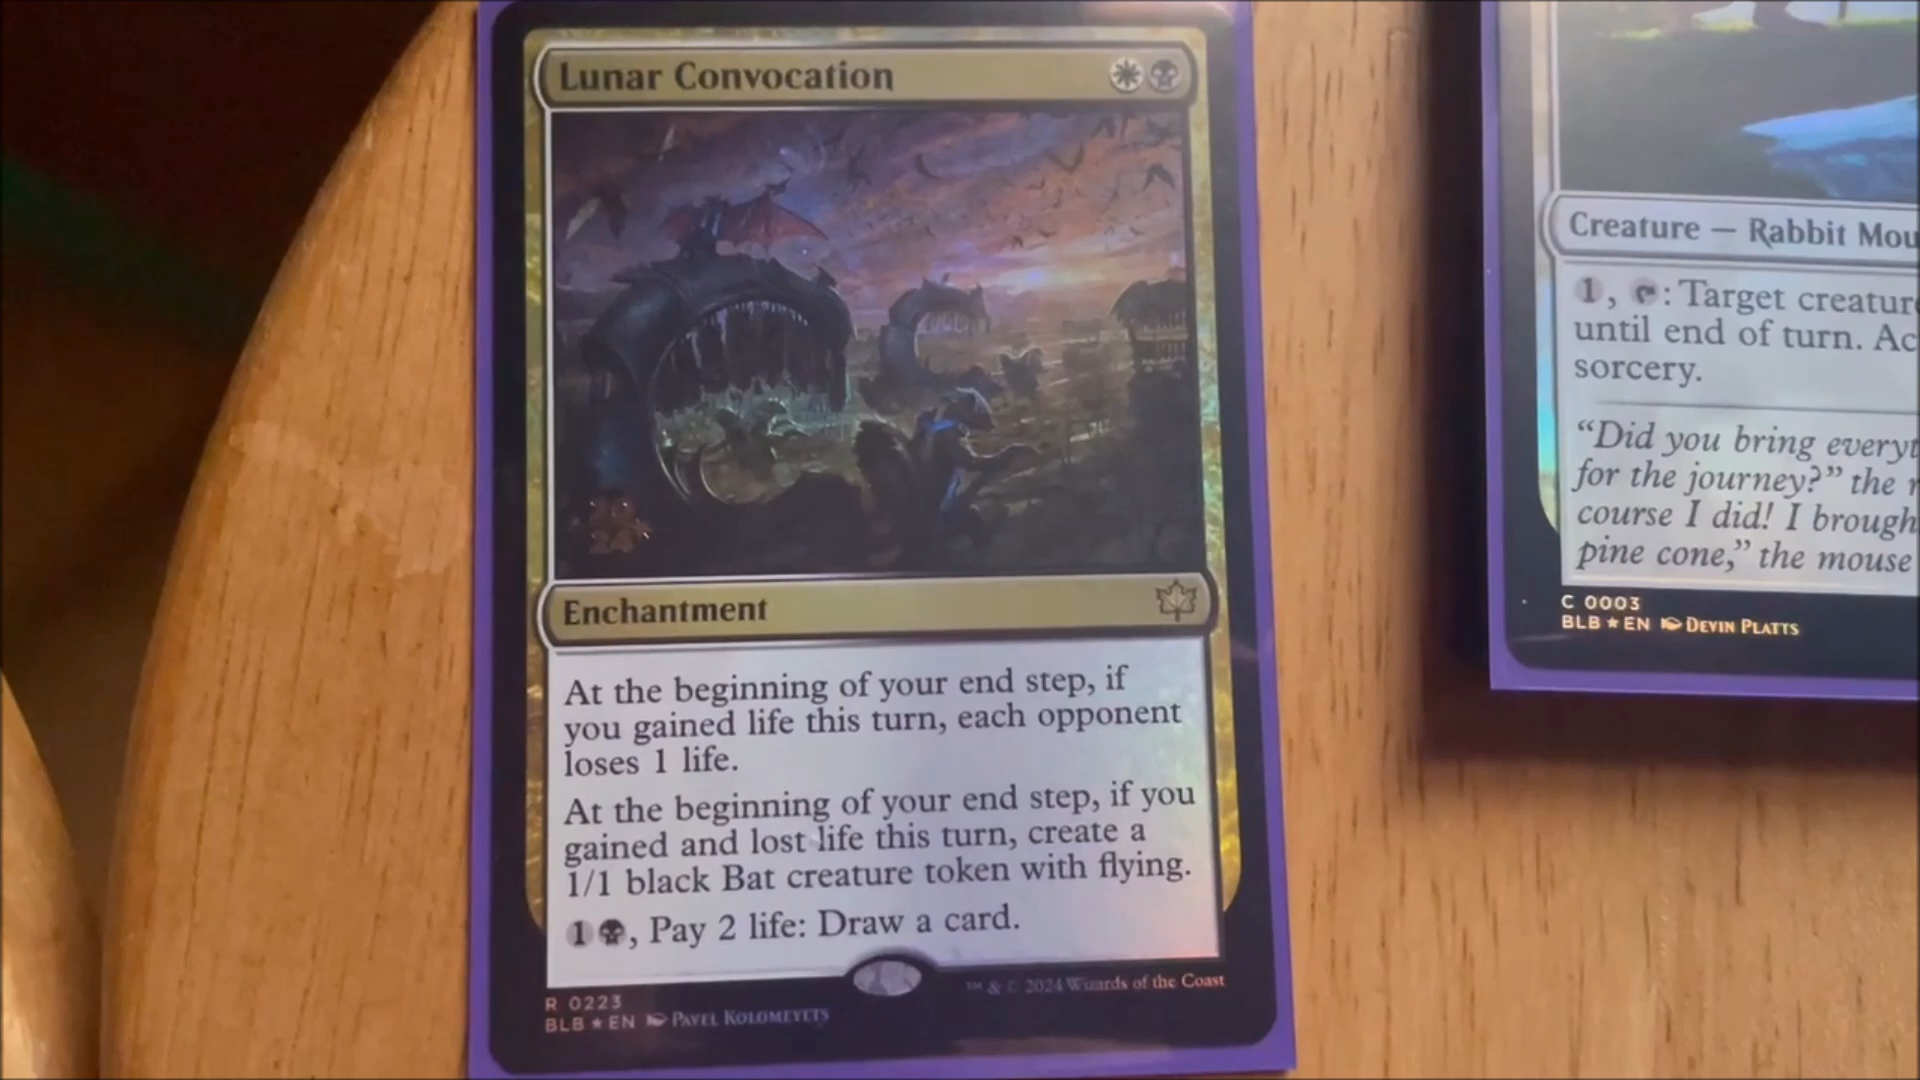 Lunar Convocation
Enchantment
At the beginning of your end step, if
you gained life this turn, each opponent
loses 1 life.
At the beginning of your end step, if you
gained and lost life this turn, create a
1/1 black Bat creature token with flying.
1, Pay 2 life: Draw a card.
R 0223
BLB ★ EN PAVEL KOLOMEYETS
™ & © 2024 Wizards of the Coast
Creature — Rabbit Mou
1, : Target creature
until end of turn. Ac
sorcery.
“Did you bring everyt
for the journey?” the r
course I did! I brough
pine cone,” the mouse
C 0003
BLB ★ EN DEVIN PLATTS